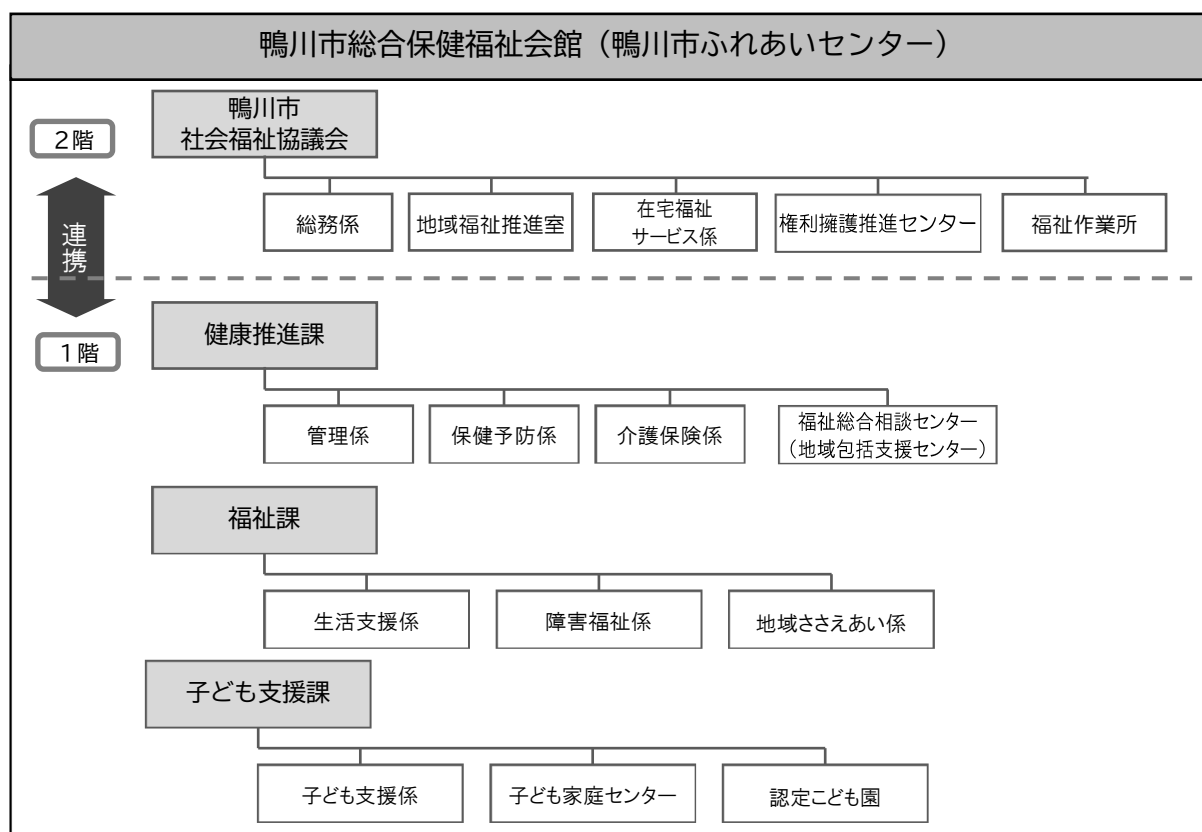 鴨川市総合保健福祉会館（鴨川市ふれあいセンター）
鴨川市
社会福祉協議会
2階
総務係
地域福祉推進室
在宅福祉
サービス係
権利擁護推進センター
福祉作業所
連携
健康推進課
1階
管理係
保健予防係
介護保険係
福祉総合相談センター
（地域包括支援センター）
福祉課
生活支援係
障害福祉係
地域ささえあい係
子ども支援課
子ども支援係
子ども家庭センター
認定こども園